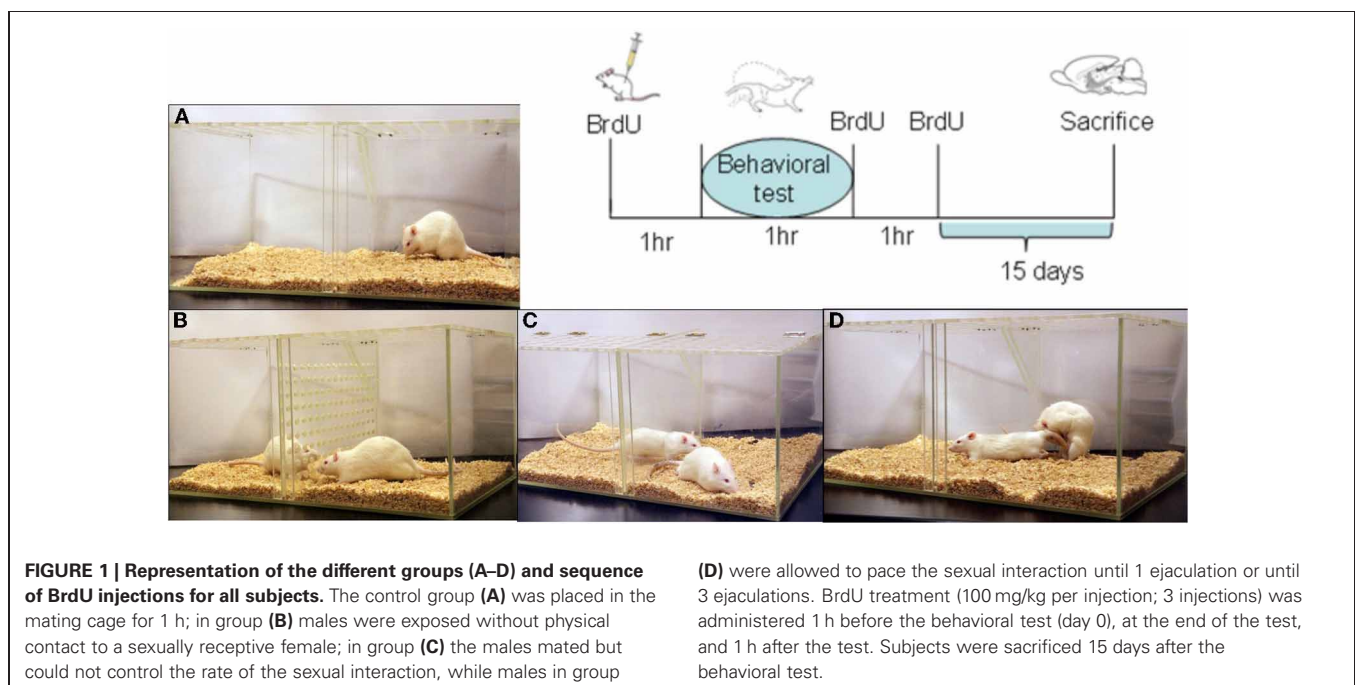 A
BrdU
BrdU BrdU
Sacrifice
Behavioral
test
1hr
1hr
1hr
15 days
B
C
D
FIGURE 1 | Representation of the different groups (A–D) and sequence
of BrdU injections for all subjects. The control group (A) was placed in the
mating cage for 1 h; in group (B) males were exposed without physical
contact to a sexually receptive female; in group (C) the males mated but
could not control the rate of the sexual interaction, while males in group
(D) were allowed to pace the sexual interaction until 1 ejaculation or until
3 ejaculations. BrdU treatment (100 mg/kg per injection; 3 injections) was
administered 1 h before the behavioral test (day 0), at the end of the test,
and 1 h after the test. Subjects were sacrificed 15 days after the
behavioral test.